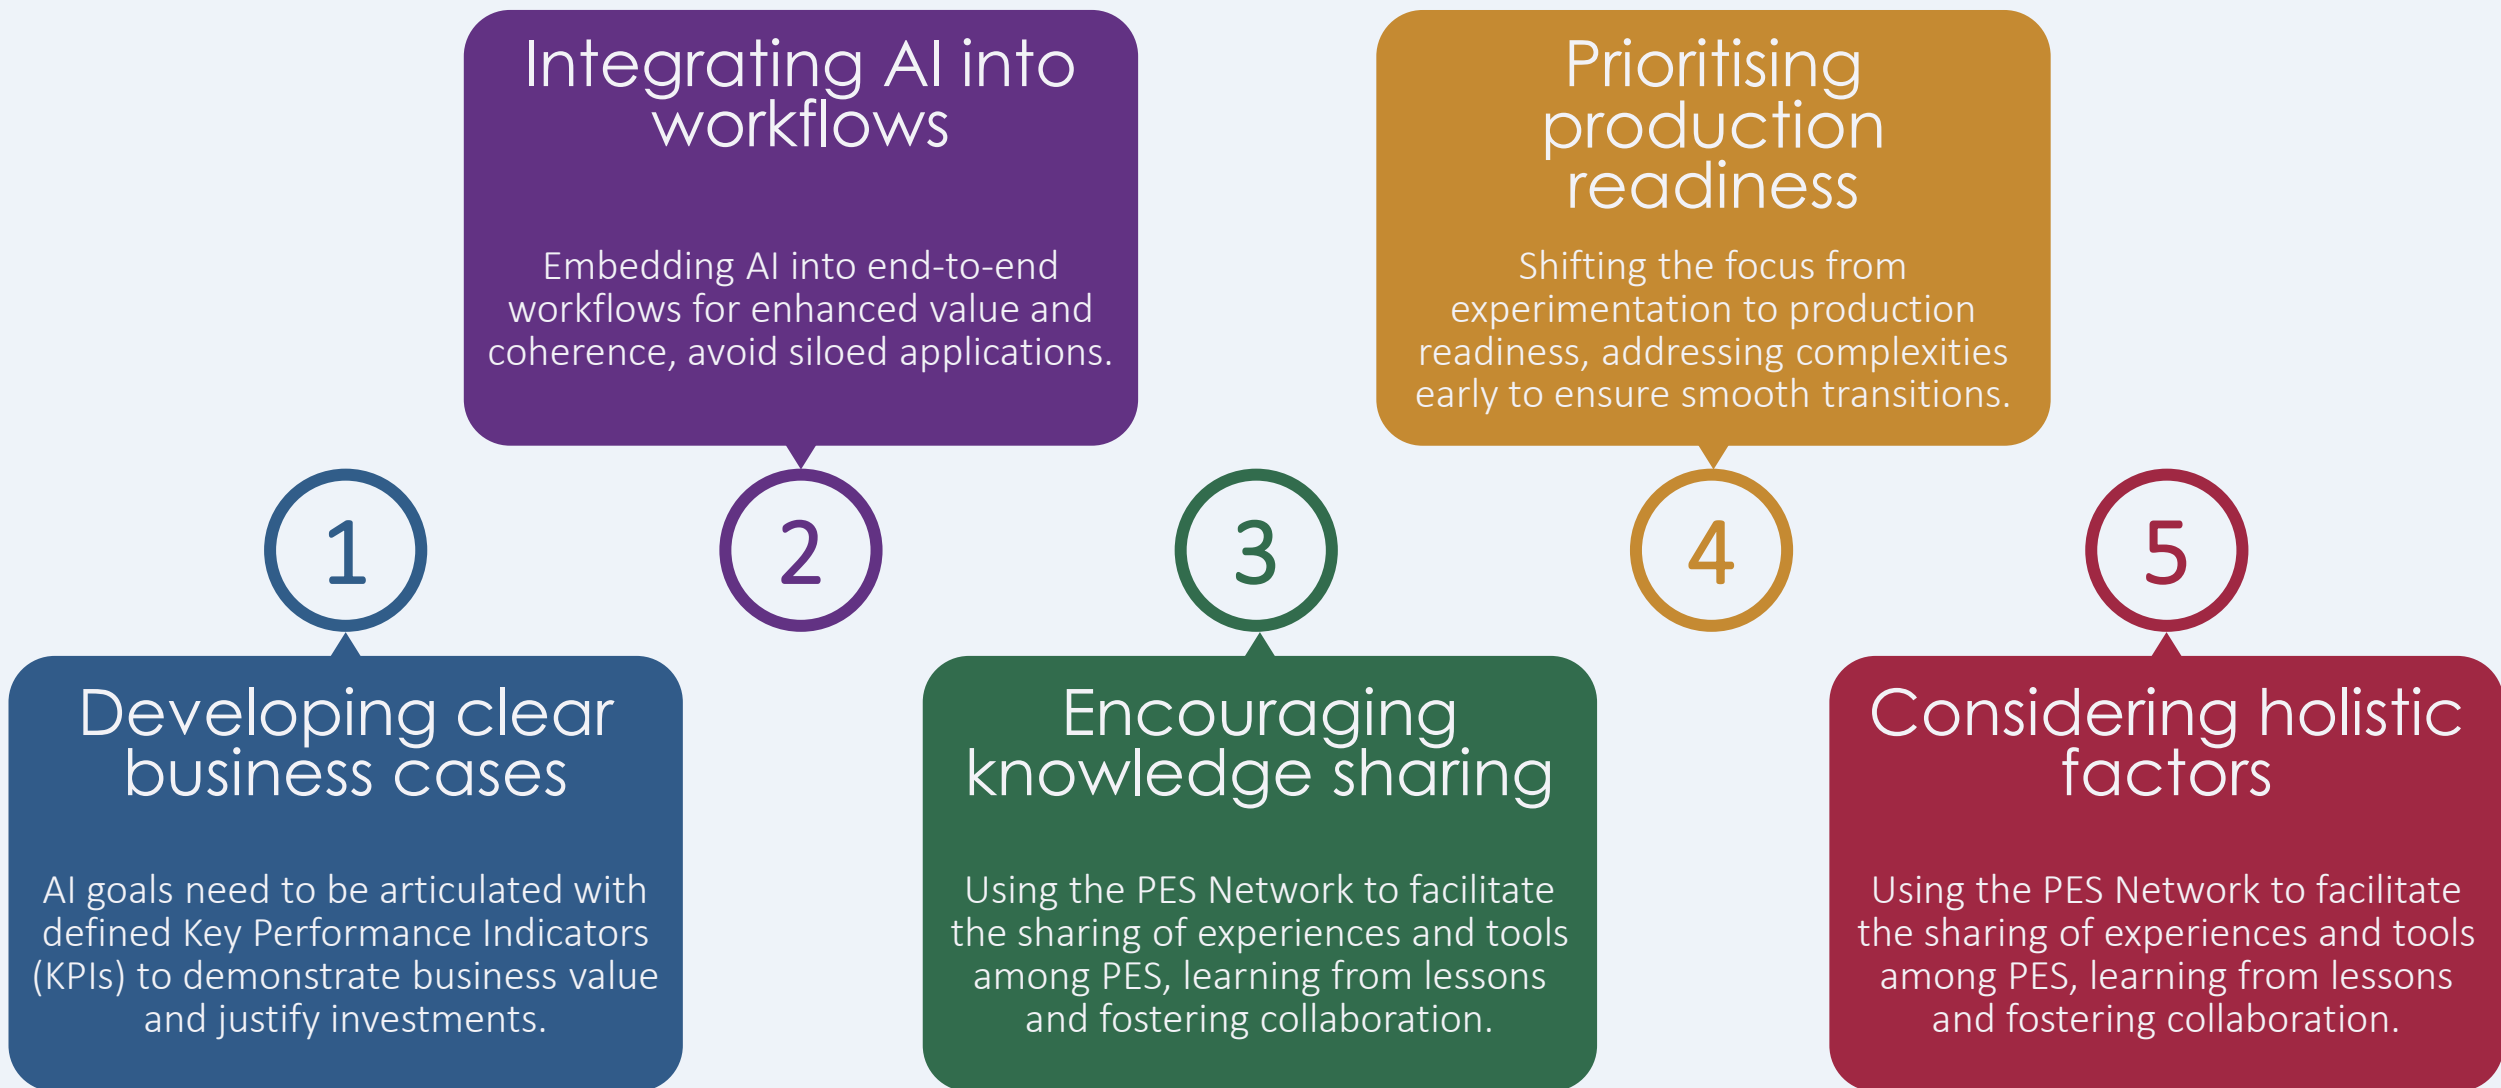 1
Developing clear
business cases
AI goals need to be articulated with
defined Key Performance Indicators
(KPIs) to demonstrate business value
and justify investments.
Integrating AI into
workflows
Embedding AI into end-to-end
workflows for enhanced value and
coherence, avoid siloed applications.
2
3
Encouraging
knowledge sharing
Using the PES Network to facilitate
the sharing of experiences and tools
among PES, learning from lessons
and fostering collaboration.
Prioritising
production
readiness
Shifting the focus from
experimentation to production
readiness, addressing complexities
early to ensure smooth transitions.
4
5
Considering holistic
factors
Using the PES Network to facilitate
the sharing of experiences and tools
among PES, learning from lessons
and fostering collaboration.